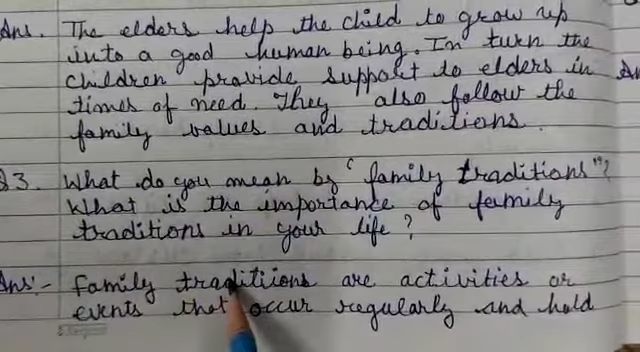 Ans. The elders help the child to grow up
into a good human being. In turn the
children provide support to elders in
times of need. They also follow the
family values and traditions.
Q3. What do you mean by "family traditions"?
What is the importance of family
traditions in your life?
Ans:- Family traditions are activities or
events that occur regularly and hold